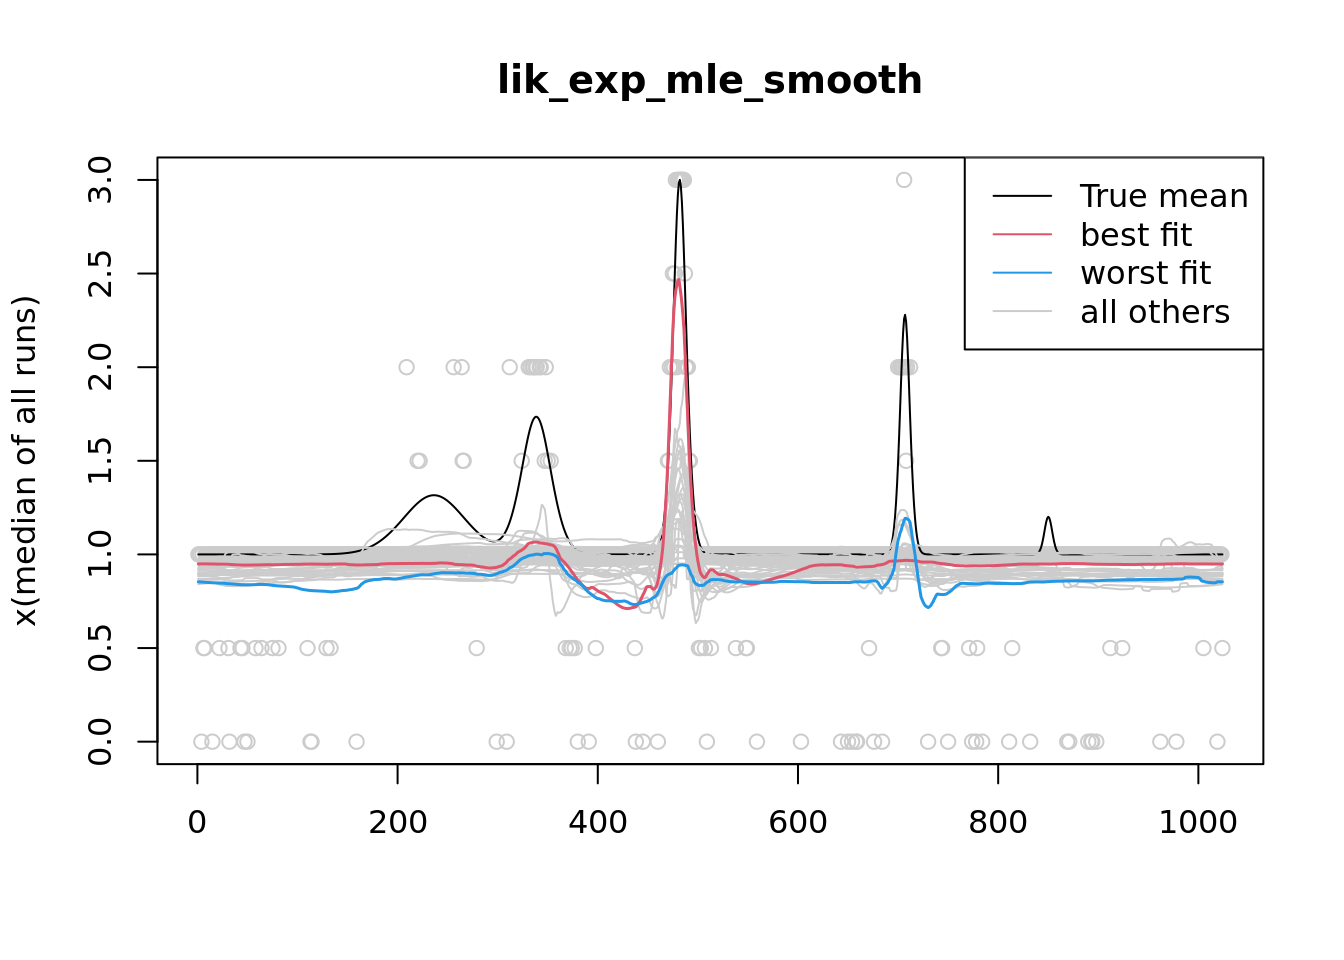 lik_exp_mle_smooth
x(median of all runs)
3.0
2.5
2.0
1.5
1.0
0.5
0.0
True mean
best fit
worst fit
all others
0 200 400 600 800 1000